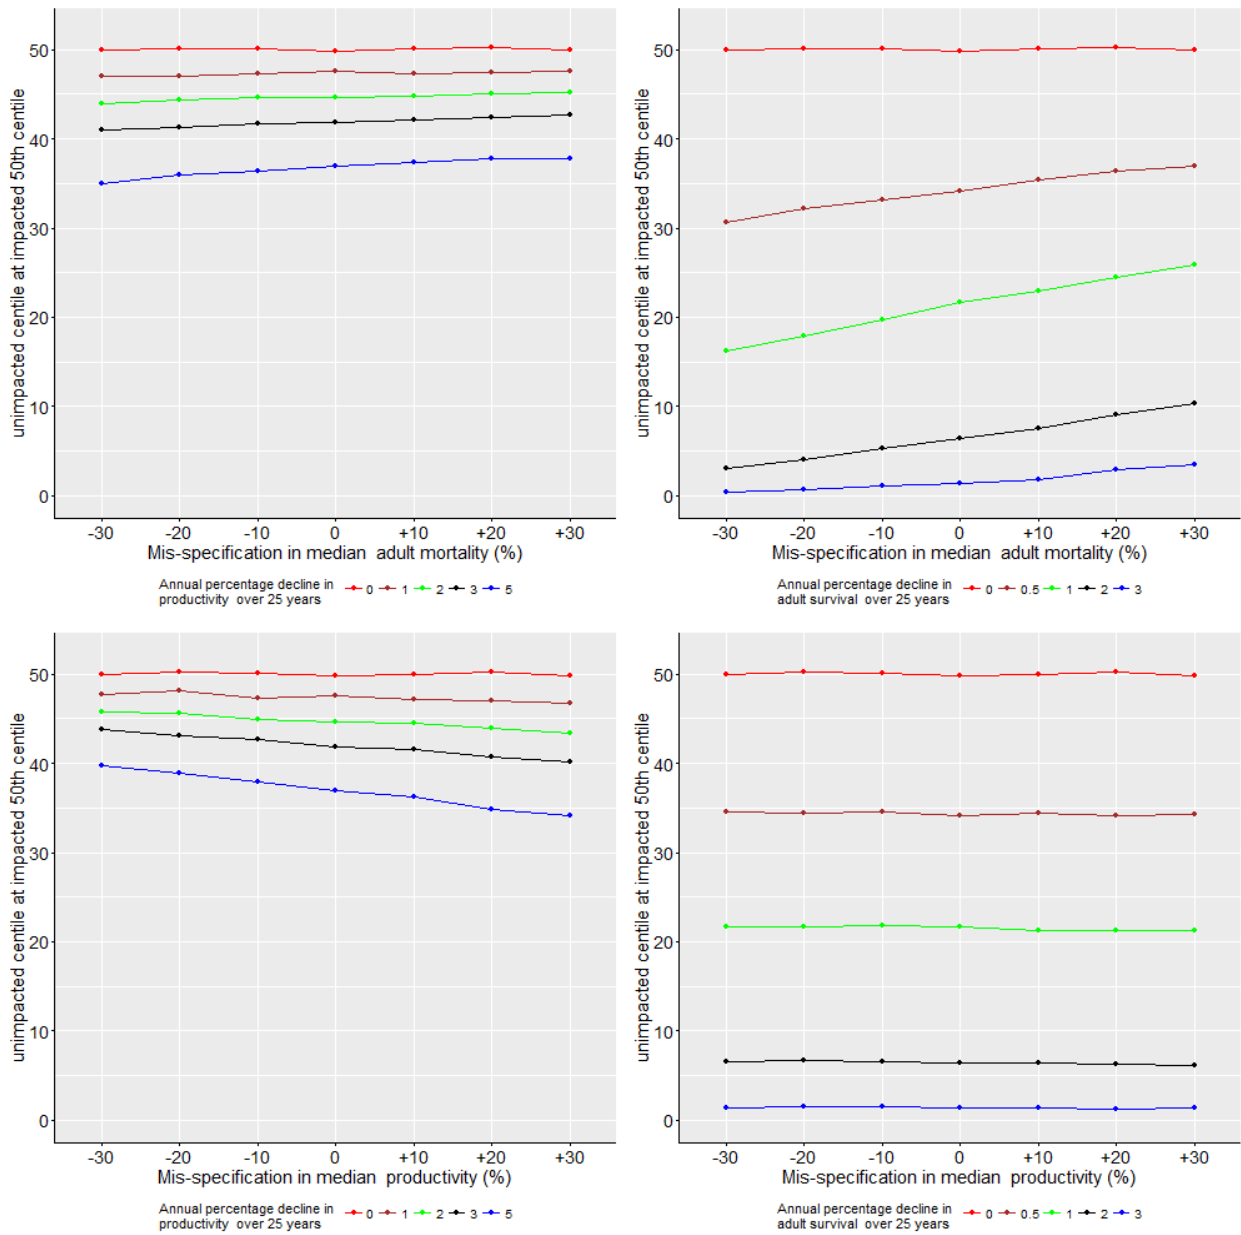 unimpacted centile at impacted 50th centile
50
40
30
20
10
0
-30 -20 -10 0 +10 +20 +30
Mis-specification in median adult mortality (%)
Annual percentage decline in
productivity over 25 years
0 1 2 3 5
unimpacted centile at impacted 50th centile
50
40
30
20
10
0
-30 -20 -10 0 +10 +20 +30
Mis-specification in median adult mortality (%)
Annual percentage decline in
adult survival over 25 years
0 0.5 1 2 3
unimpacted centile at impacted 50th centile
50
40
30
20
10
0
-30 -20 -10 0 +10 +20 +30
Mis-specification in median productivity (%)
Annual percentage decline in
productivity over 25 years
0 1 2 3 5
unimpacted centile at impacted 50th centile
50
40
30
20
10
0
-30 -20 -10 0 +10 +20 +30
Mis-specification in median productivity (%)
Annual percentage decline in
adult survival over 25 years
0 0.5 1 2 3